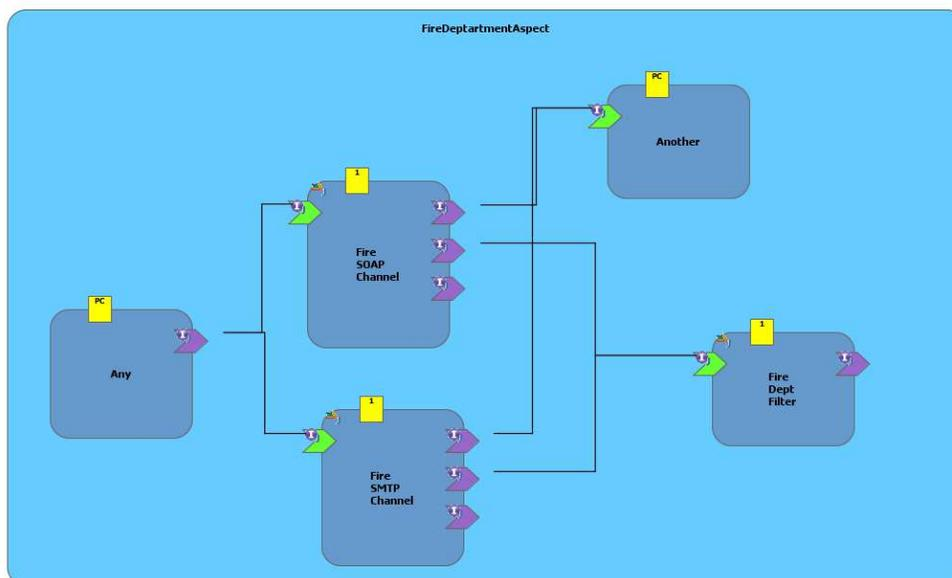 FireDeptartmentAspect
PC
Another
1
Fire
SOAP
Channel
PC
Any
1
Fire
Dept
Filter
1
Fire
SMTP
Channel